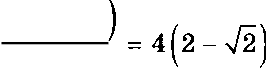 ) = 4(2 − √2)